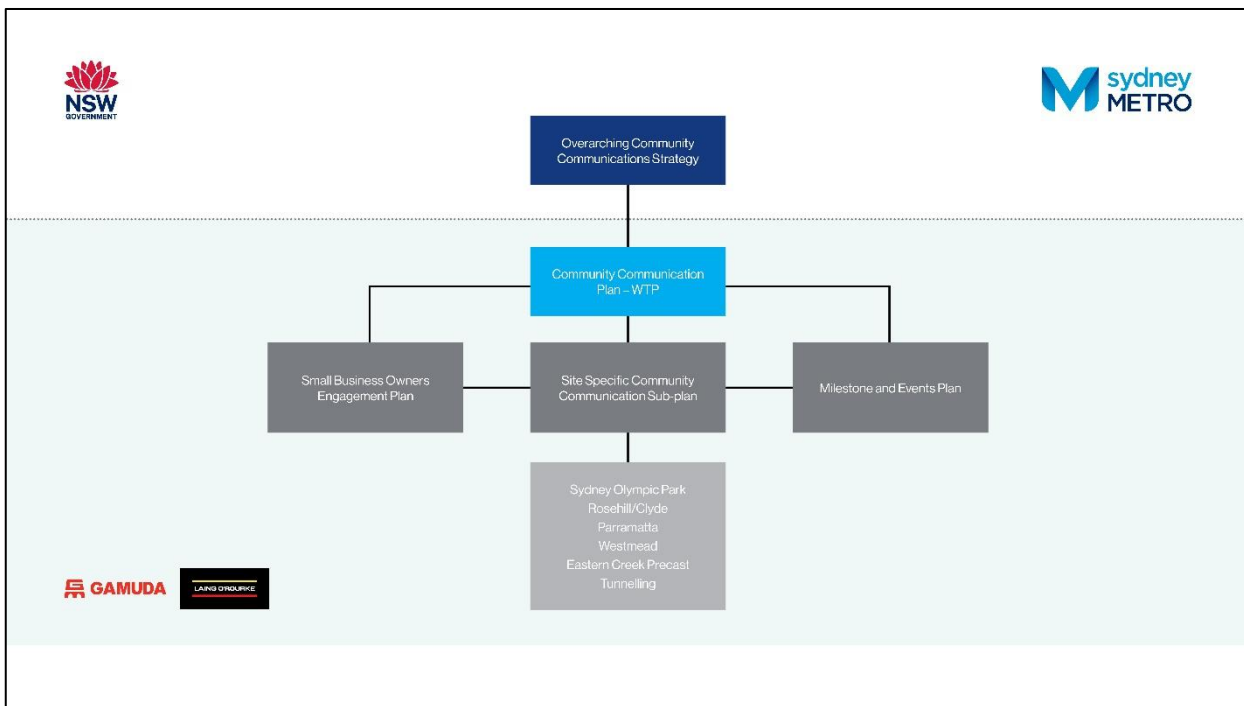 NSW
GOVERNMENT
sydney
METRO
Overarching Community
Communications Strategy
Community Communication
Plan – WTP
Small Business Owners
Engagement Plan
Site Specific Community
Communication Sub-plan
Milestone and Events Plan
Sydney Olympic Park
Rosehill/Clyde
Parramatta
Westmead
Eastern Creek Precast
Tunnelling
GAMUDA
LAING O'ROURKE